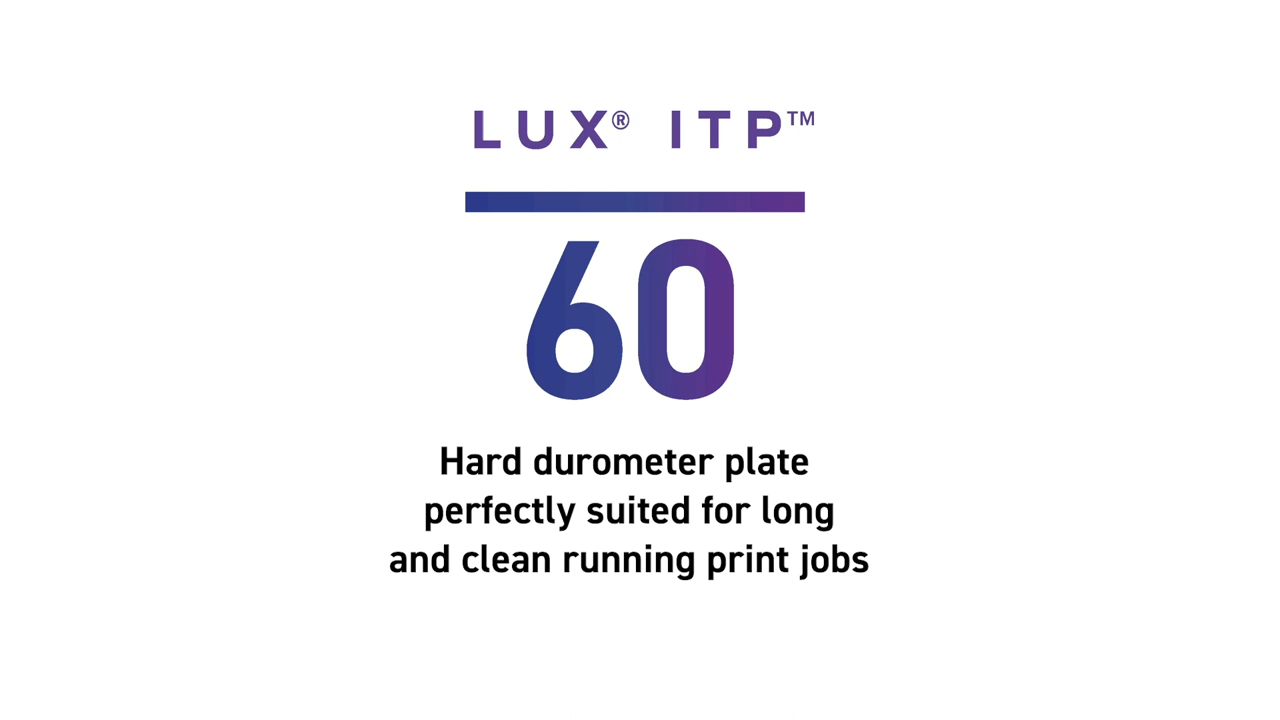 LUX® ITP™
60
Hard durometer plate
perfectly suited for long
and clean running print jobs